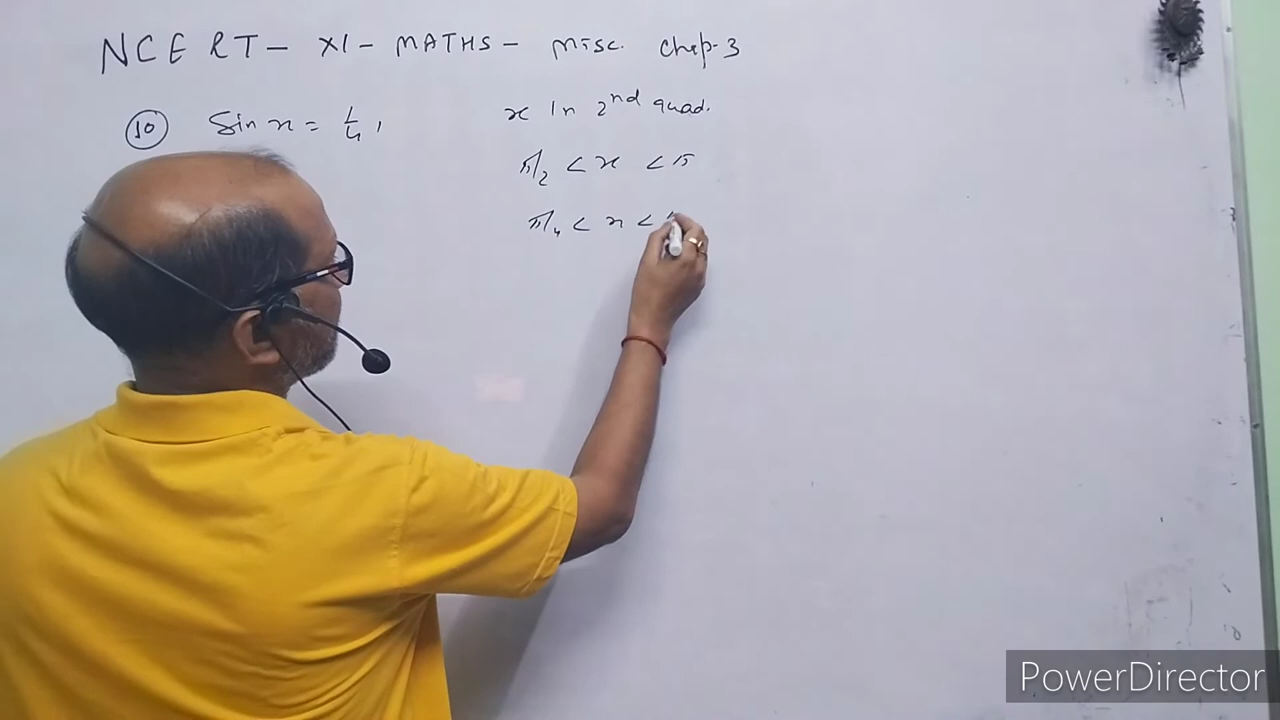 NCERT- XI- MATHS- MISC. Chap-3
10 Sin x = 1/4, x in 2nd quad.
π/2 < x < π
π/4 < x <
PowerDirector